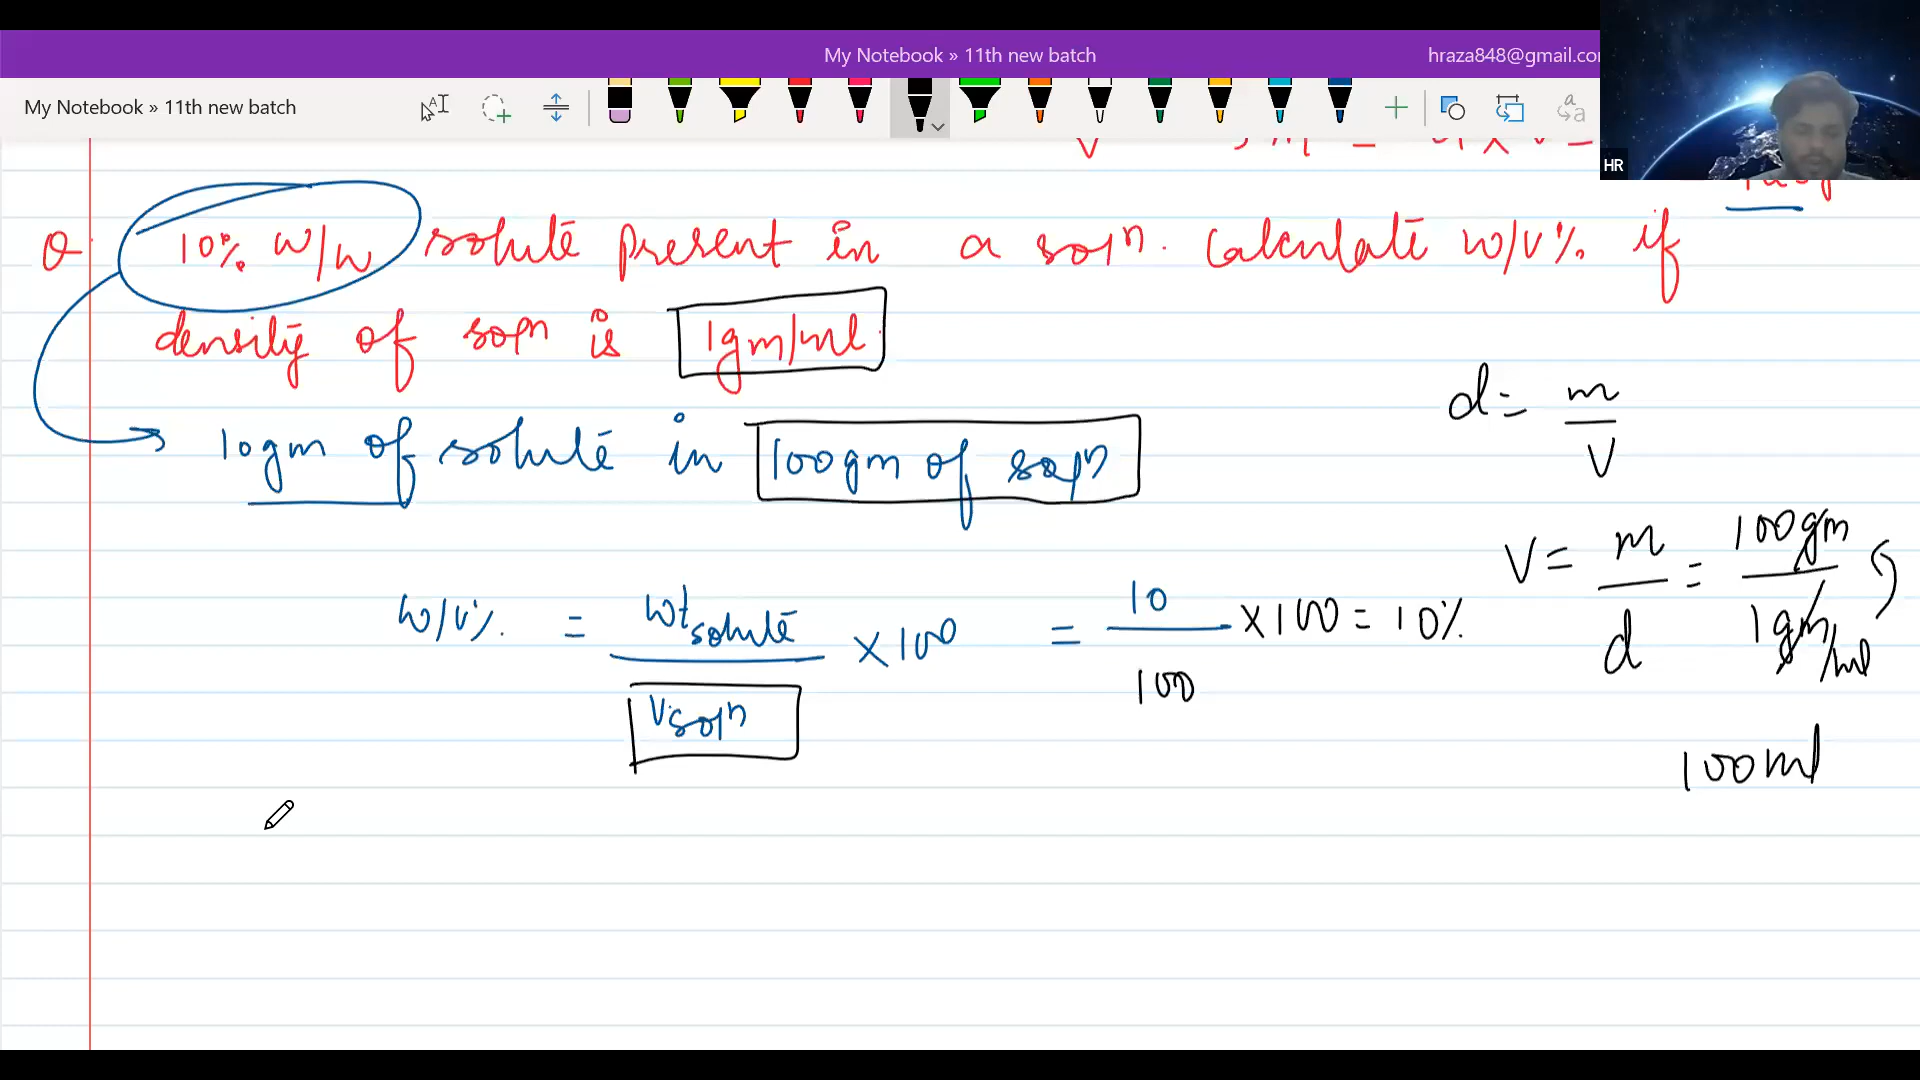 My Notebook » 11th new batch
hraza848@gmail.co
My Notebook » 11th new batch
HR
Q. 10% w/w solute present in a soln. Calculate w/v% if
density of soln is 1gm/ml.
10gm of solute in 100gm of soln
d = m/V
V = m/d = 100gm/1gm/ml
w/v% = wt solute/V soln × 100 = 10/100 × 100 = 10%
100ml